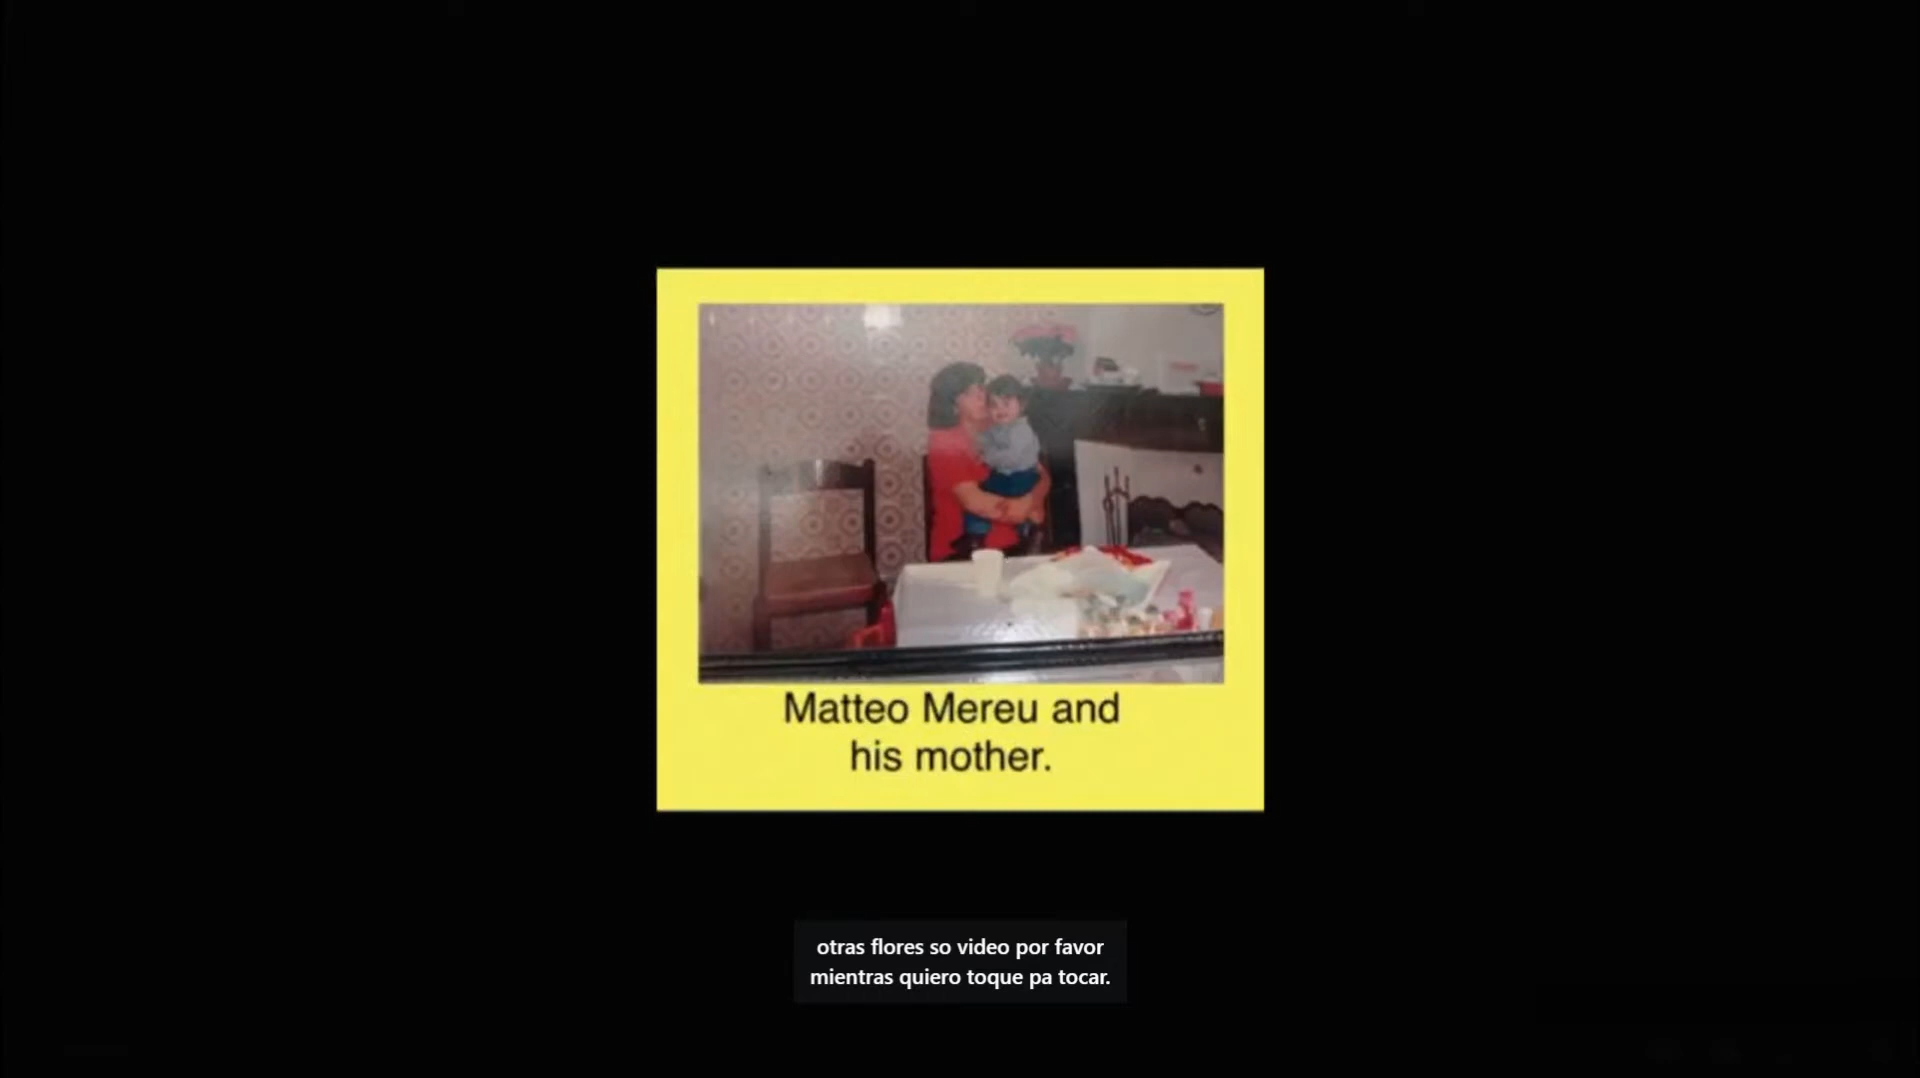 Matteo Mereu and
his mother.
otras flores so video por favor
mientras quiero toque pa tocar.